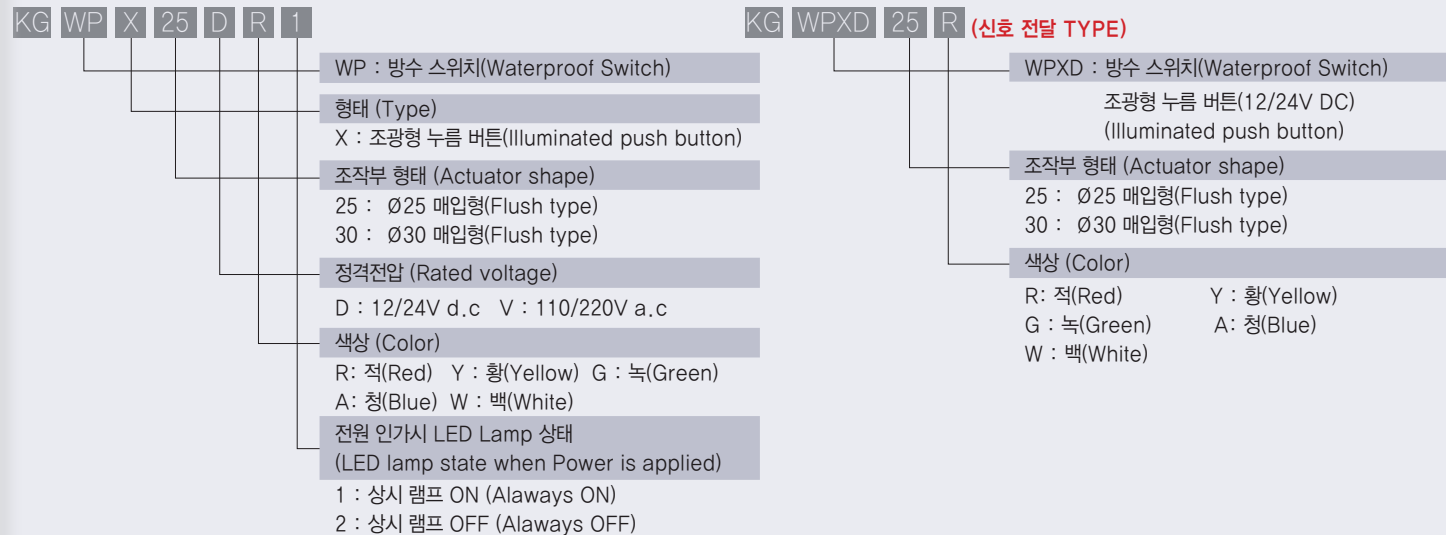 KG WP X 25 D R 1
WP : 방수 스위치(Waterproof Switch)
형태 (Type)
X : 조광형 누름 버튼(Illuminated push button)
조작부 형태 (Actuator shape)
25 : Ø25 매입형(Flush type)
30 : Ø30 매입형(Flush type)
정격전압 (Rated voltage)
D : 12/24V d.c V : 110/220V a.c
색상 (Color)
R: 적(Red) Y : 황(Yellow) G : 녹(Green)
A: 청(Blue) W : 백(White)
전원 인가시 LED Lamp 상태
(LED lamp state when Power is applied)
1 : 상시 램프 ON (Alaways ON)
2 : 상시 램프 OFF (Alaways OFF)
KG WPXD 25 R (신호 전달 TYPE)
WPXD : 방수 스위치(Waterproof Switch)
조광형 누름 버튼(12/24V DC)
(Illuminated push button)
조작부 형태 (Actuator shape)
25 : Ø25 매입형(Flush type)
30 : Ø30 매입형(Flush type)
색상 (Color)
R: 적(Red) Y : 황(Yellow)
G : 녹(Green) A: 청(Blue)
W : 백(White)